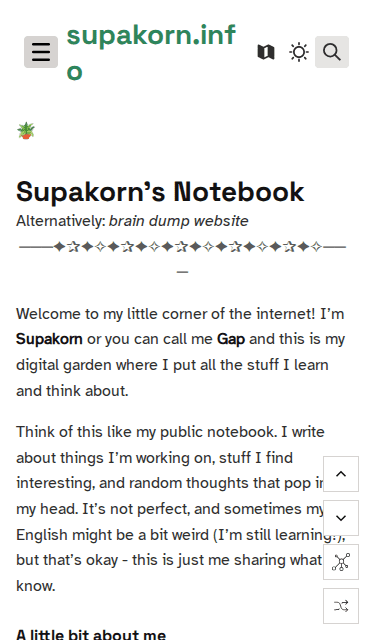 supakorn.inf
o
Supakorn's Notebook
Alternatively: brain dump website
───✦✰✦✧✦✰✦✧✦✰✦✧✦✰✦✧✦✰✦✧──
─
Welcome to my little corner of the internet! I'm
Supakorn or you can call me Gap and this is my
digital garden where I put all the stuff I learn
and think about.
Think of this like my public notebook. I write
about things I'm working on, stuff I find
interesting, and random thoughts that pop in
my head. It's not perfect, and sometimes my
English might be a bit weird (I'm still learning!),
but that's okay - this is just me sharing what I
know.
A little bit about me